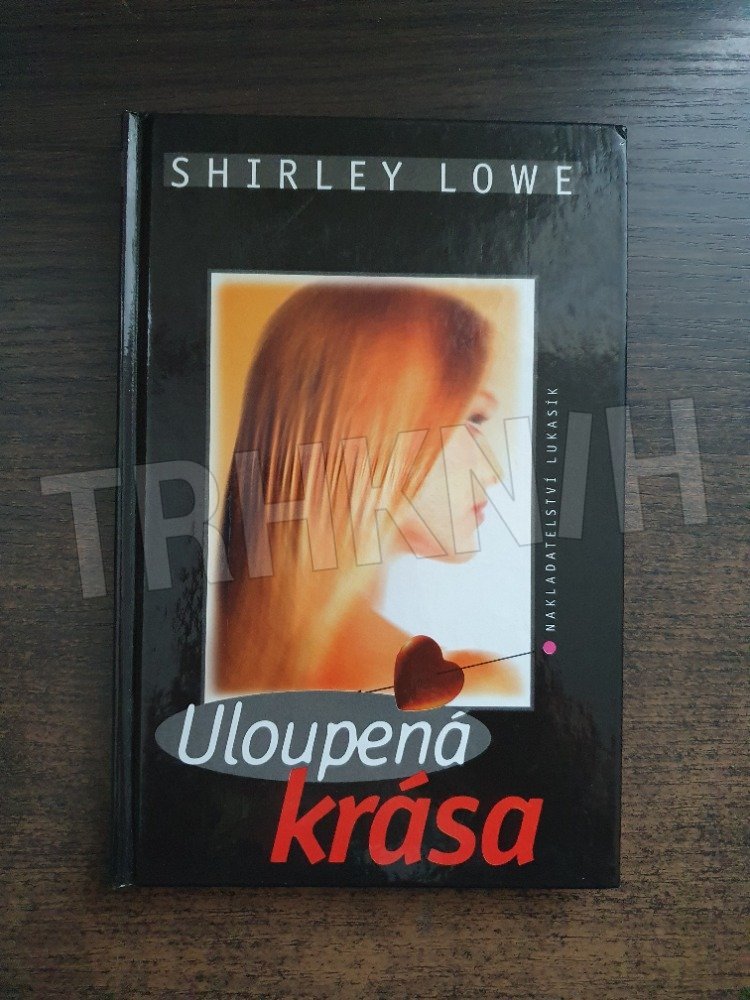 SHIRLEY LOWE
NAKLADATELSTVÍ LUKASÍK
TRHKNIH
Uloupená
krása